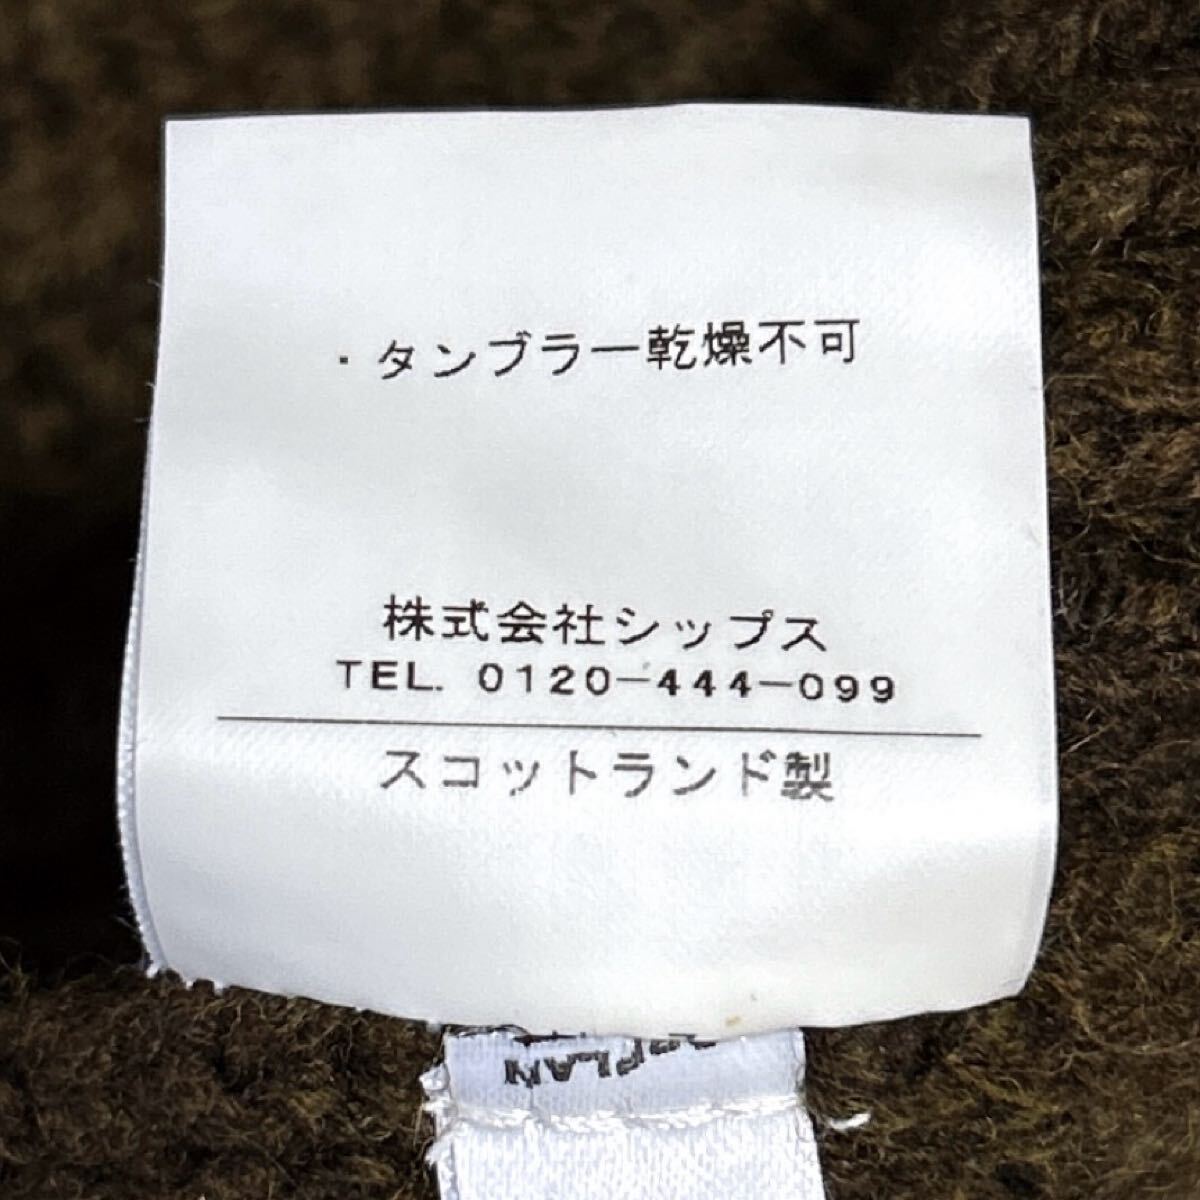 ・タンブラー乾燥不可
株式会社シップス
TEL. 0120-444-099
スコットランド製